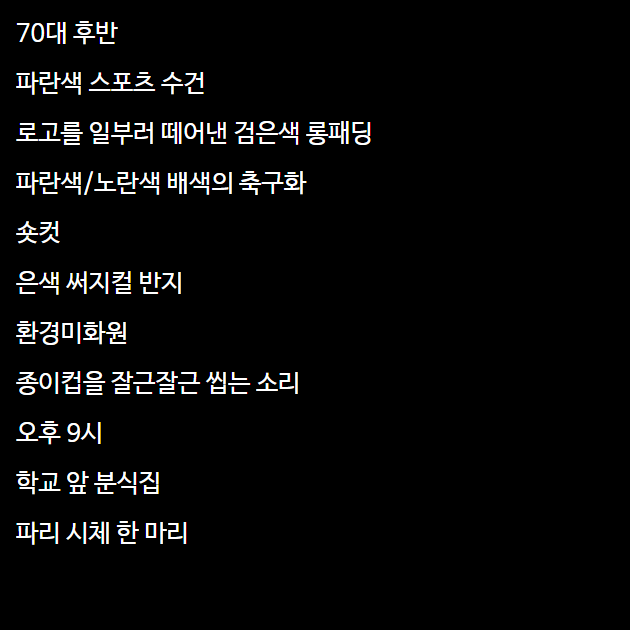 70대 후반
파란색 스포츠 수건
로고를 일부러 떼어낸 검은색 롱패딩
파란색/노란색 배색의 축구화
숏컷
은색 써지컬 반지
환경미화원
종이컵을 잘근잘근 씹는 소리
오후 9시
학교 앞 분식집
파리 시체 한 마리